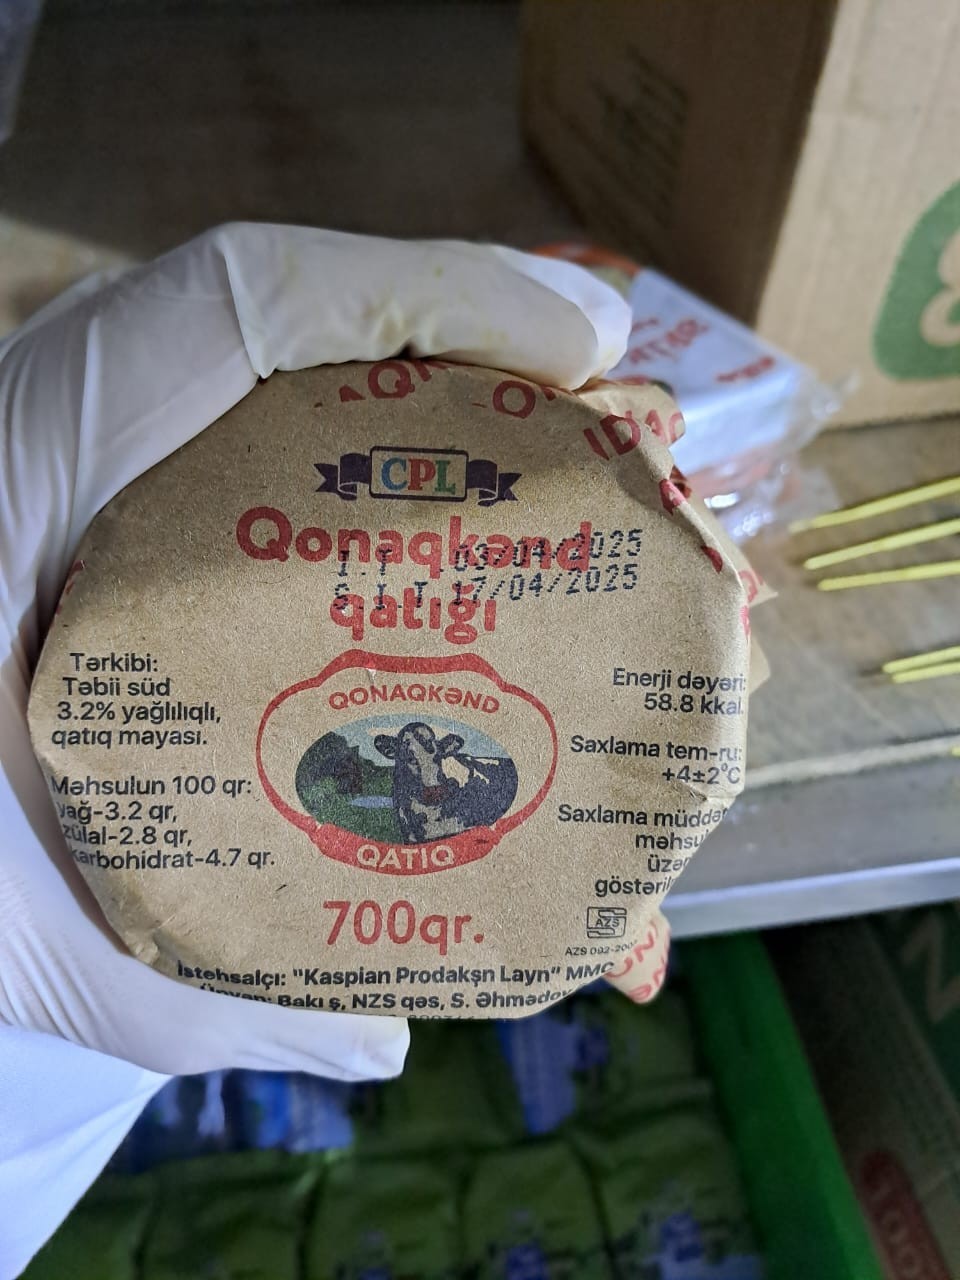 CPL
Qonaqkənd
qatığı
I.T 03/04/2025
S.I.T 17/04/2025
Tərkibi:
Təbii süd
3.2% yağlılıqlı,
qatıq mayası.
Məhsulun 100 qr:
yağ-3.2 qr,
zülal-2.8 qr,
karbohidrat-4.7 qr.
QONAQKƏND
QATIQ
700qr.
Enerji dəyəri:
58.8 kkal.
Saxlama tem-ru:
+4±2°C
Saxlama
AZS
İstehsalçı: "Kaspian Prodakşn Layn" MMC
Ünvan: Bakı ş, NZS qəs, S. Əhmədov